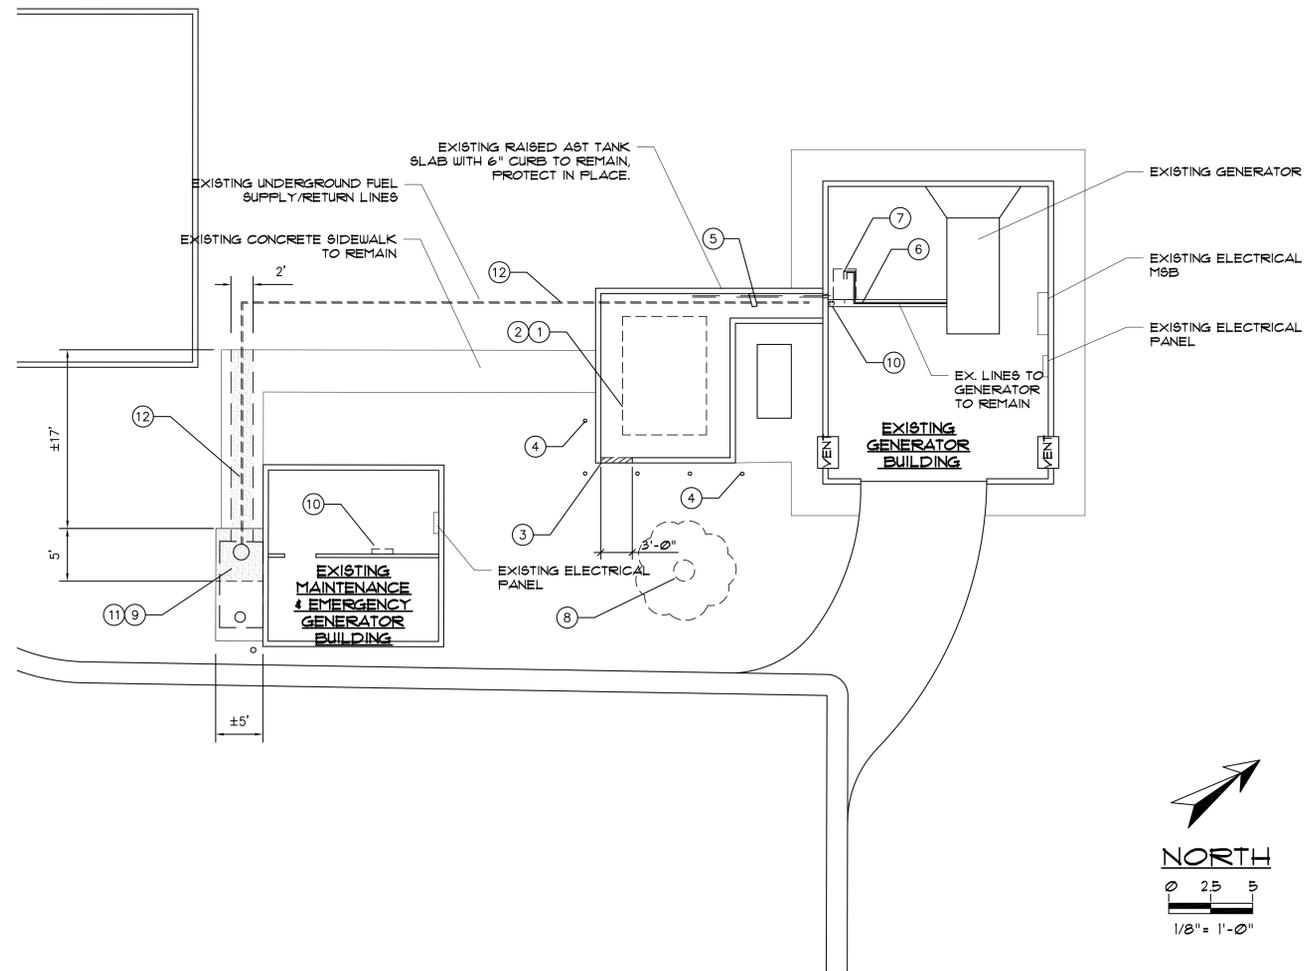 EXISTING RAISED AST TANK
SLAB WITH 6" CURB TO REMAIN,
PROTECT IN PLACE.
EXISTING UNDERGROUND FUEL
SUPPLY/RETURN LINES
EXISTING CONCRETE SIDEWALK
TO REMAIN
EXISTING GENERATOR
EXISTING ELECTRICAL
MSB
EXISTING ELECTRICAL
PANEL
7
5
6
12
2'
2 1
10
EX. LINES TO
GENERATOR
TO REMAIN
12
±17'
4
EXISTING
GENERATOR
BUILDING
VENT
VENT
10
4
3
3'-0"
5'
EXISTING ELECTRICAL
PANEL
EXISTING
MAINTENANCE
& EMERGENCY
GENERATOR
BUILDING
11 9
8
±5'
NORTH
0 2.5 5
1/8"= 1'-0"